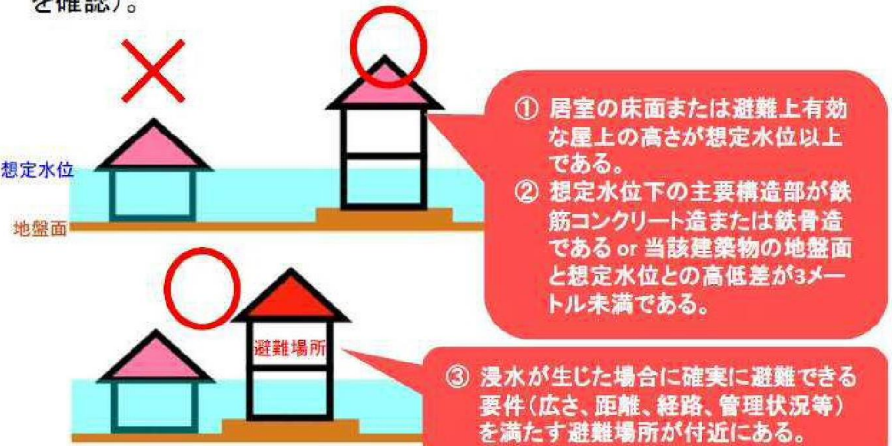 を確認)。
① 居室の床面または避難上有効
な屋上の高さが想定水位以上
である。
② 想定水位下の主要構造部が鉄
筋コンクリート造または鉄骨造
である or 当該建築物の地盤面
と想定水位との高低差が3メー
トル未満である。
想定水位
地盤面
避難場所
③ 浸水が生じた場合に確実に避難できる
要件(広さ、距離、経路、管理状況等)
を満たす避難場所が付近にある。